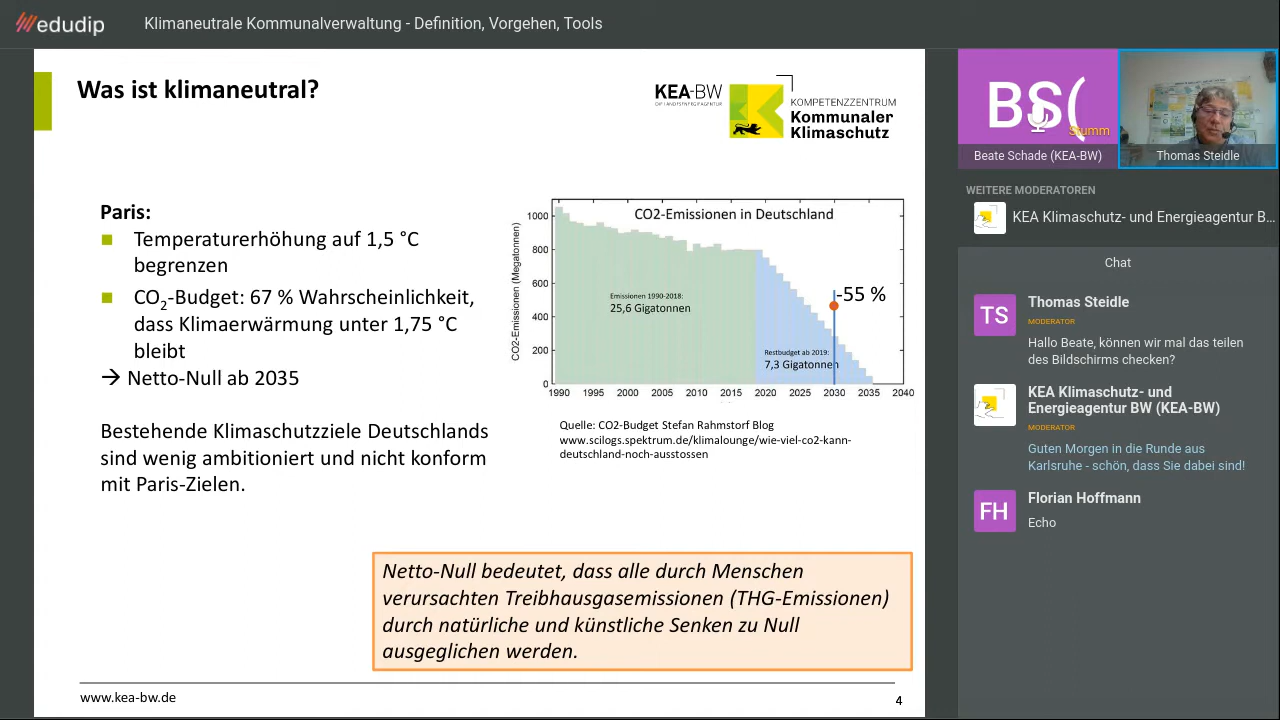 edudip
Klimaneutrale Kommunalverwaltung - Definition, Vorgehen, Tools
Was ist klimaneutral?
KEA-BW
DIE LANDESENERGIEAGENTUR
KOMPETENZZENTRUM
Kommunaler
Klimaschutz
Paris:
Temperaturerhöhung auf 1,5 °C
begrenzen
CO2-Budget: 67 % Wahrscheinlichkeit,
dass Klimaerwärmung unter 1,75 °C
bleibt
→ Netto-Null ab 2035
Bestehende Klimaschutzziele Deutschlands
sind wenig ambitioniert und nicht konform
mit Paris-Zielen.
CO2-Emissionen in Deutschland
CO2-Emissionen (Megatonnen)
1000
800
600
400
200
0
Emissionen 1990-2018:
25,6 Gigatonnen
-55 %
Restbudget ab 2019:
7,3 Gigatonnen
1990 1995 2000 2005 2010 2015 2020 2025 2030 2035 2040
Quelle: CO2-Budget Stefan Rahmstorf Blog
www.scilogs.spektrum.de/klimalounge/wie-viel-co2-kann-
deutschland-noch-ausstossen
Netto-Null bedeutet, dass alle durch Menschen
verursachten Treibhausgasemissionen (THG-Emissionen)
durch natürliche und künstliche Senken zu Null
ausgeglichen werden.
www.kea-bw.de
4
BS(
Stumm
Beate Schade (KEA-BW)
Thomas Steidle
WEITERE MODERATOREN
KEA Klimaschutz- und Energieagentur B...
Chat
TS
Thomas Steidle
MODERATOR
Hallo Beate, können wir mal das teilen
des Bildschirms checken?
KEA Klimaschutz- und
Energieagentur BW (KEA-BW)
MODERATOR
Guten Morgen in die Runde aus
Karlsruhe - schön, dass Sie dabei sind!
FH
Florian Hoffmann
Echo